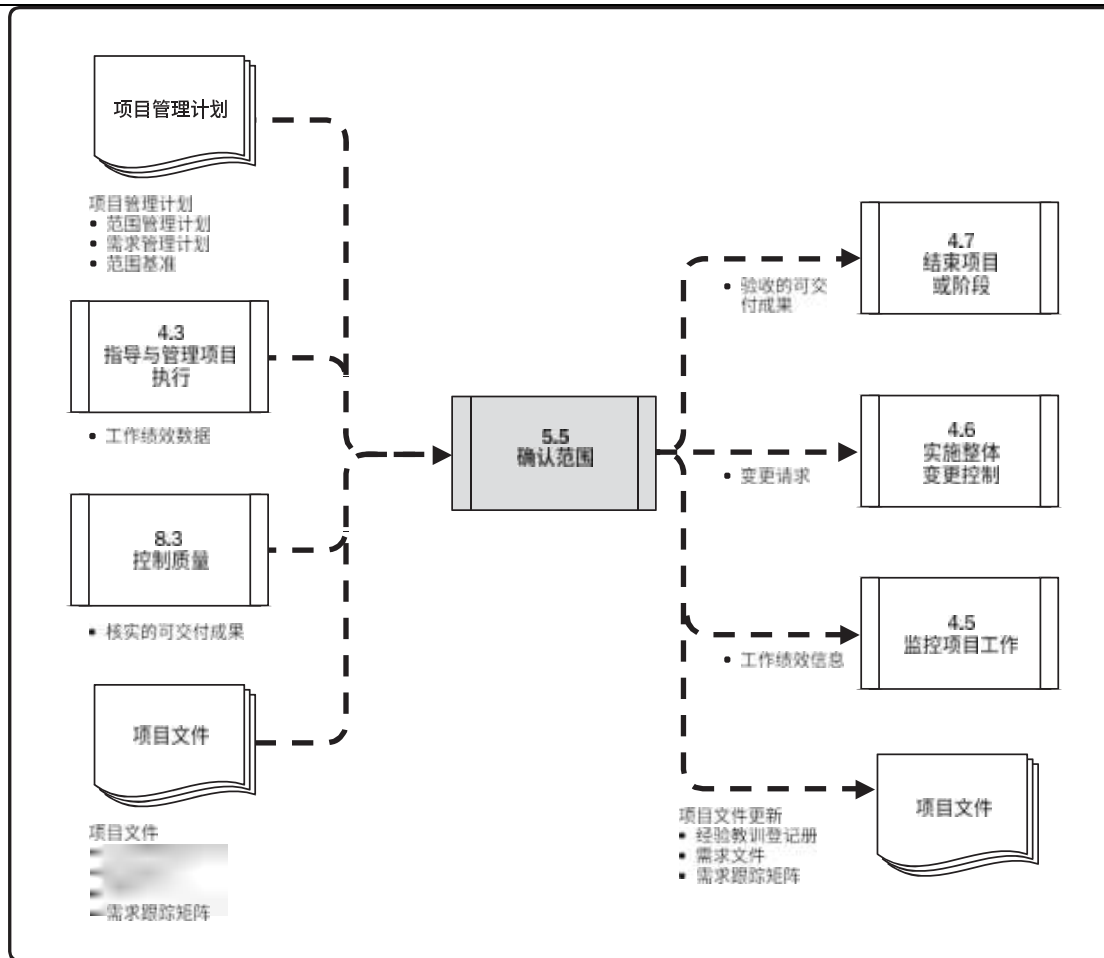 项目管理计划
项目管理计划
• 范围管理计划
• 需求管理计划
• 范围基准
4.3
指导与管理项目
执行
• 工作绩效数据
8.3
控制质量
• 核实的可交付成果
项目文件
项目文件
• 需求跟踪矩阵
5.5
确认范围
4.7
结束项目
或阶段
• 验收的可交
付成果
4.6
实施整体
变更控制
• 变更请求
4.5
监控项目工作
• 工作绩效信息
项目文件
项目文件更新
• 经验教训登记册
• 需求文件
• 需求跟踪矩阵